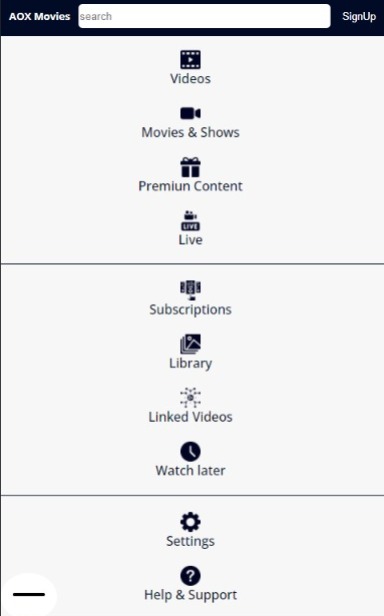 AOX Movies search SignUp
Videos
Movies & Shows
Premiun Content
LIVE
Live
Subscriptions
Library
Linked Videos
Watch later
Settings
Help & Support